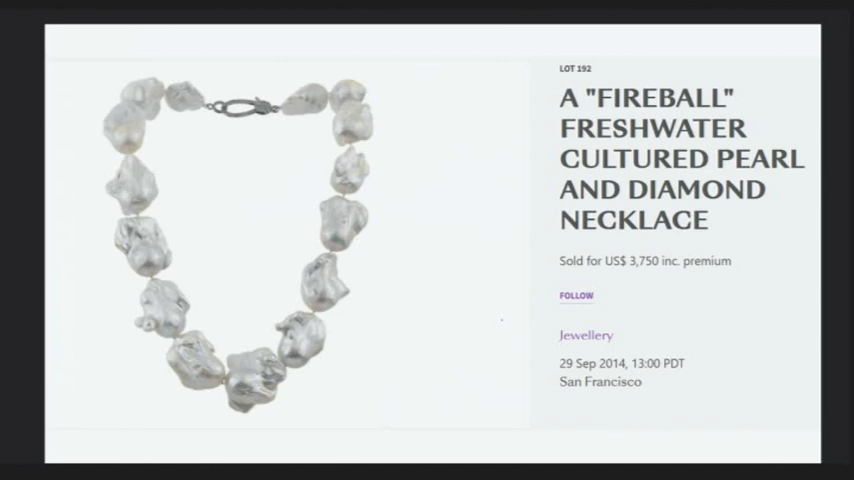 LOT 192
A "FIREBALL"
FRESHWATER
CULTURED PEARL
AND DIAMOND
NECKLACE
Sold for US$ 3,750 inc. premium
FOLLOW
Jewellery
29 Sep 2014, 13:00 PDT
San Francisco